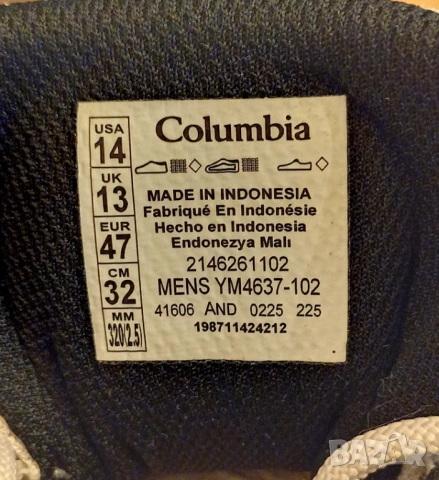 USA
14
UK
13
EUR
47
CM
32
MM
320(2.5)
Columbia
MADE IN INDONESIA
Fabriqué En Indonésie
Hecho en Indonesia
Endonezya Malı
2146261102
MENS YM4637-102
41606 AND 0225 225
198711424212
BAZAR